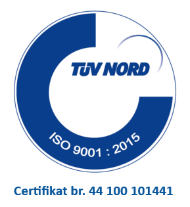 TÜV NORD
ISO 9001 : 2015
Certifikat br. 44 100 101441